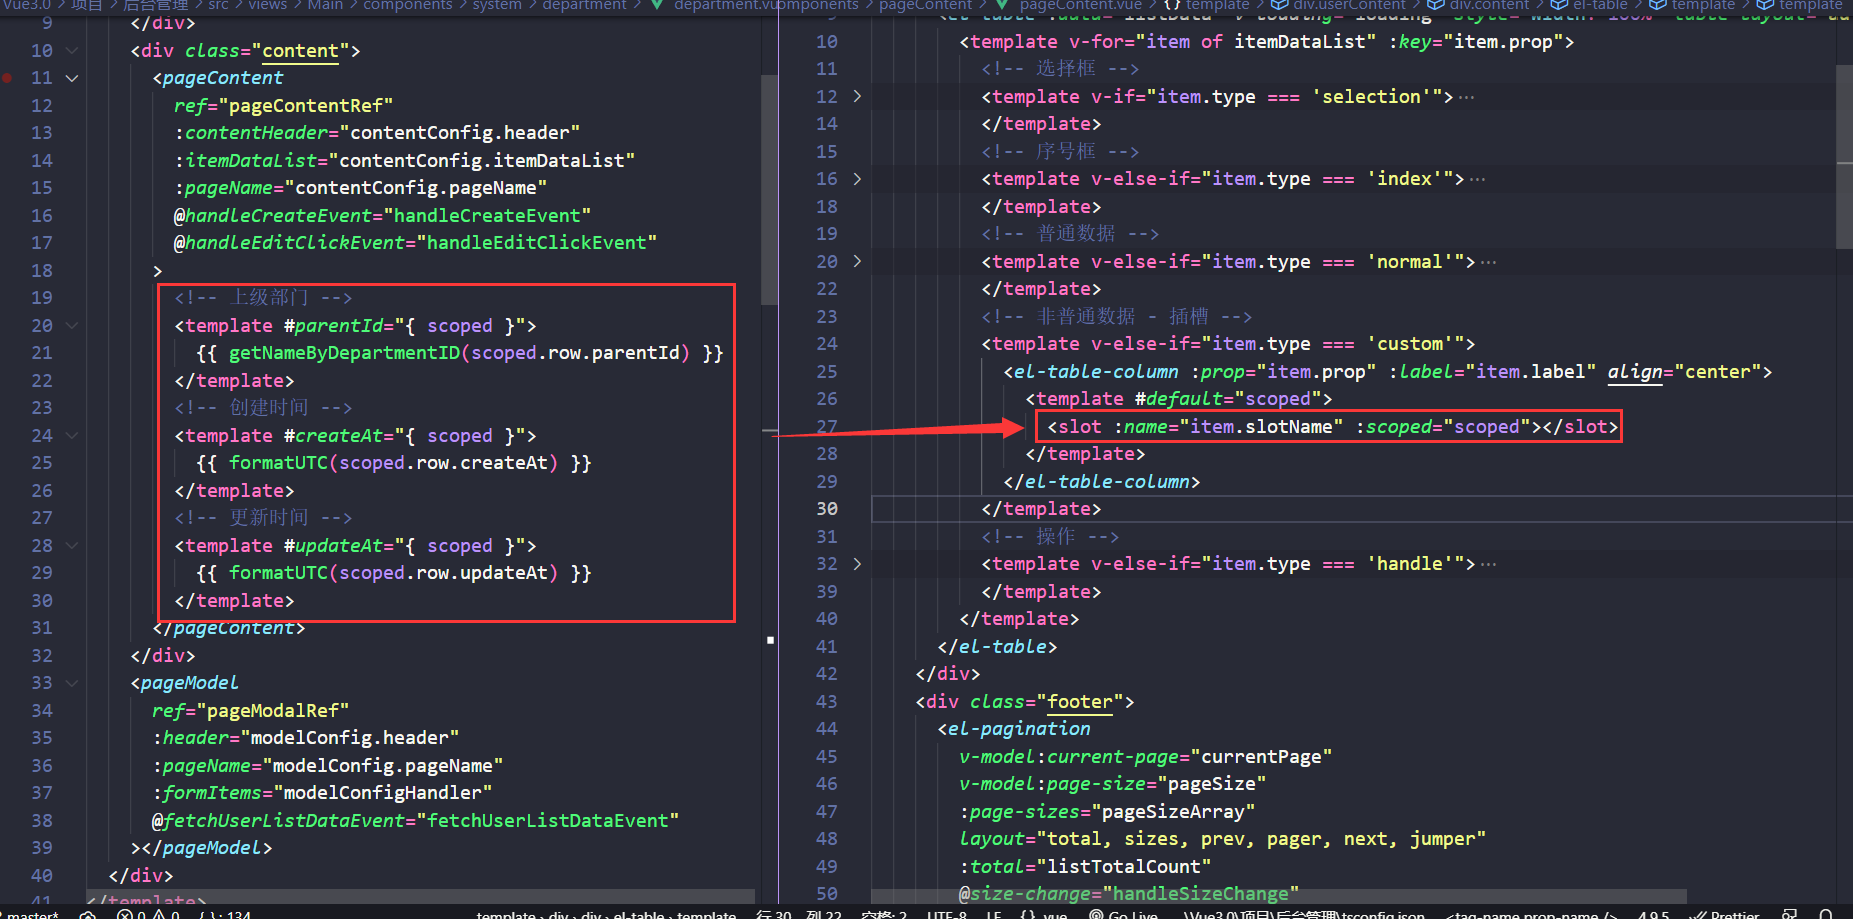 Vue3.0 > 项目 > 后台管理 > src > views > Main > components > system > department > department.vue
components > pageContent > pageContent.vue > {} template > div.userContent > div.content > el-table > template > template
9 </div>
10 <div class="content">
11 <pageContent
12 ref="pageContentRef"
13 :contentHeader="contentConfig.header"
14 :itemDataList="contentConfig.itemDataList"
15 :pageName="contentConfig.pageName"
16 @handleCreateEvent="handleCreateEvent"
17 @handleEditClickEvent="handleEditClickEvent"
18 >
19 <!-- 上级部门 -->
20 <template #parentId="{ scoped }">
21 {{ getNameByDepartmentID(scoped.row.parentId) }}
22 </template>
23 <!-- 创建时间 -->
24 <template #createAt="{ scoped }">
25 {{ formatUTC(scoped.row.createAt) }}
26 </template>
27 <!-- 更新时间 -->
28 <template #updateAt="{ scoped }">
29 {{ formatUTC(scoped.row.updateAt) }}
30 </template>
31 </pageContent>
32 </div>
33 <pageModel
34 ref="pageModalRef"
35 :header="modelConfig.header"
36 :pageName="modelConfig.pageName"
37 :formItems="modelConfigHandler"
38 @fetchUserListDataEvent="fetchUserListDataEvent"
39 ></pageModel>
40 </div>
41 </template>
10 <template v-for="item of itemDataList" :key="item.prop">
11 <!-- 选择框 -->
12 <template v-if="item.type === 'selection'">···
14 </template>
15 <!-- 序号框 -->
16 <template v-else-if="item.type === 'index'">···
18 </template>
19 <!-- 普通数据 -->
20 <template v-else-if="item.type === 'normal'">···
22 </template>
23 <!-- 非普通数据 - 插槽 -->
24 <template v-else-if="item.type === 'custom'">
25 <el-table-column :prop="item.prop" :label="item.label" align="center">
26 <template #default="scoped">
27 <slot :name="item.slotName" :scoped="scoped"></slot>
28 </template>
29 </el-table-column>
30 </template>
31 <!-- 操作 -->
32 <template v-else-if="item.type === 'handle'">···
39 </template>
40 </template>
41 </el-table>
42 </div>
43 <div class="footer">
44 <el-pagination
45 v-model:current-page="currentPage"
46 v-model:page-size="pageSize"
47 :page-sizes="pageSizeArray"
48 layout="total, sizes, prev, pager, next, jumper"
49 :total="listTotalCount"
50 @size-change="handleSizeChange"
master* 0 0 { } : 134 template › div › div › el-table › template 行 30, 列 22 空格: 2 UTF-8 LF {} vue Go Live ..\Vue3.0\项目\后台管理\tsconfig.json <tag-name prop-name /> 4.9.5 Prettier